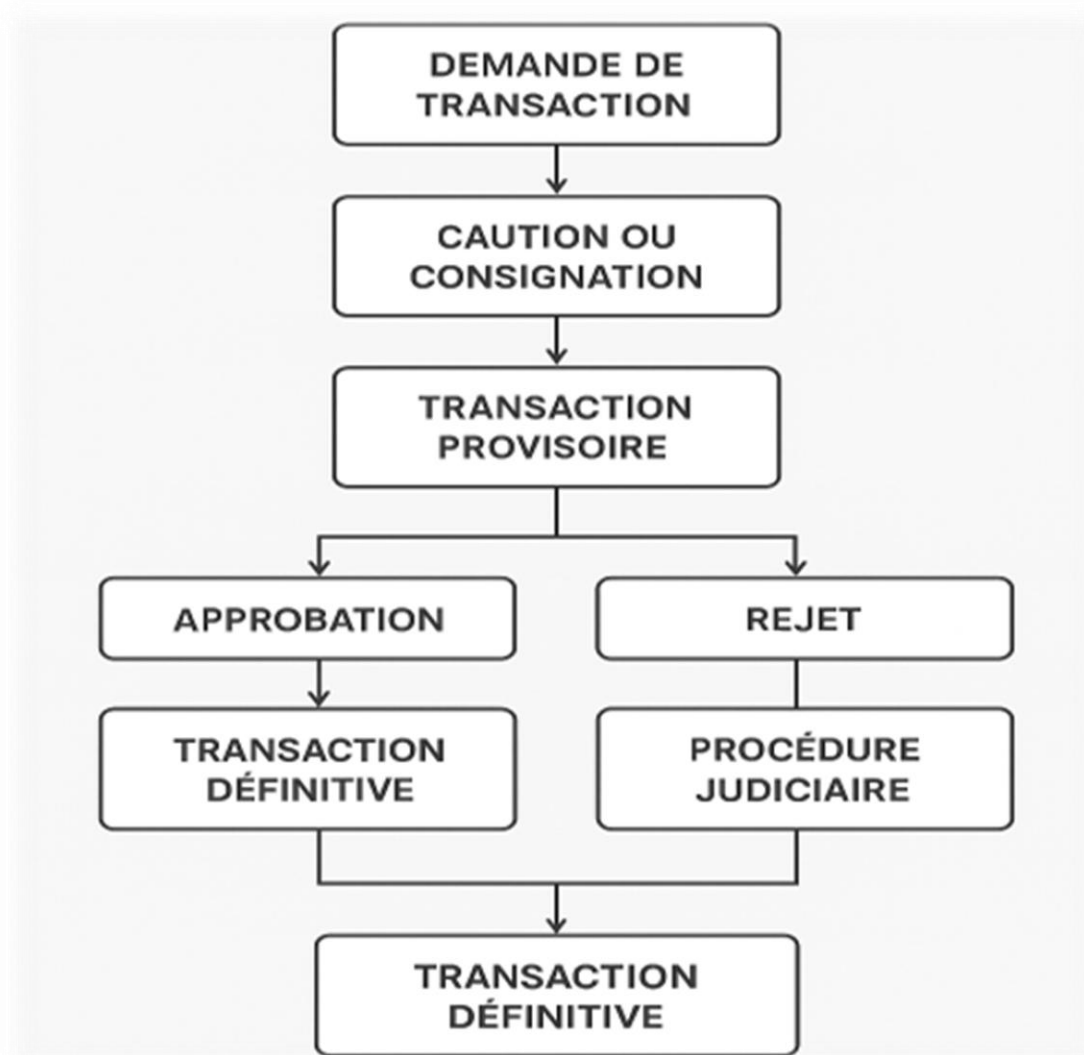 DEMANDE DE
TRANSACTION
CAUTION OU
CONSIGNATION
TRANSACTION
PROVISOIRE
APPROBATION
REJET
TRANSACTION
DÉFINITIVE
PROCÉDURE
JUDICIAIRE
TRANSACTION
DÉFINITIVE